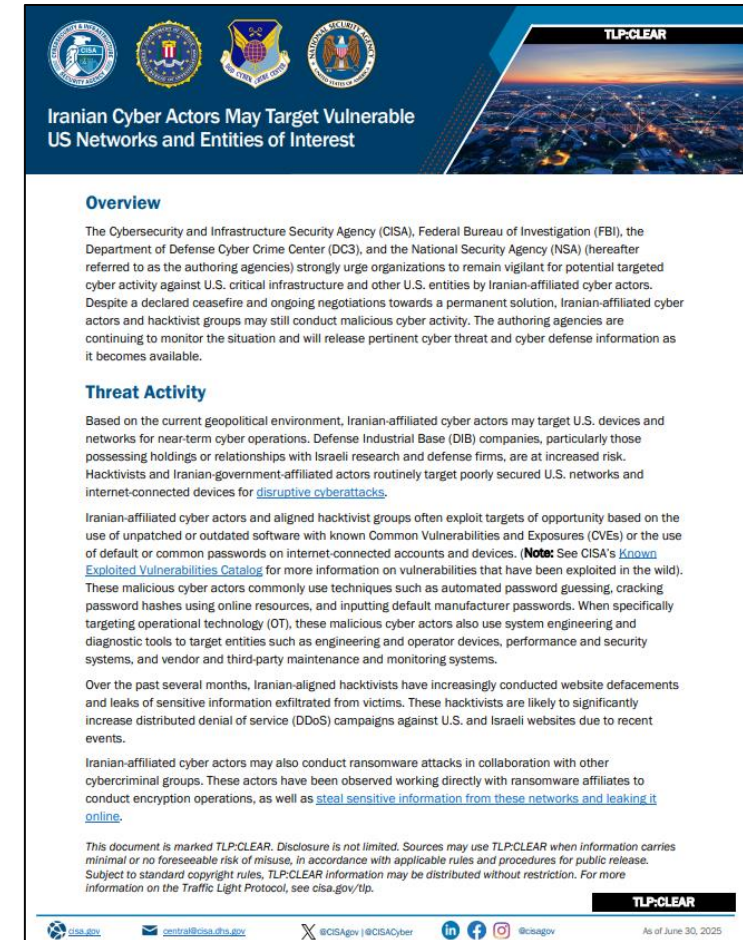 TLP:CLEAR
Iranian Cyber Actors May Target Vulnerable
US Networks and Entities of Interest
Overview
The Cybersecurity and Infrastructure Security Agency (CISA), Federal Bureau of Investigation (FBI), the
Department of Defense Cyber Crime Center (DC3), and the National Security Agency (NSA) (hereafter
referred to as the authoring agencies) strongly urge organizations to remain vigilant for potential targeted
cyber activity against U.S. critical infrastructure and other U.S. entities by Iranian-affiliated cyber actors.
Despite a declared ceasefire and ongoing negotiations towards a permanent solution, Iranian-affiliated cyber
actors and hacktivist groups may still conduct malicious cyber activity. The authoring agencies are
continuing to monitor the situation and will release pertinent cyber threat and cyber defense information as
it becomes available.
Threat Activity
Based on the current geopolitical environment, Iranian-affiliated cyber actors may target U.S. devices and
networks for near-term cyber operations. Defense Industrial Base (DIB) companies, particularly those
possessing holdings or relationships with Israeli research and defense firms, are at increased risk.
Hacktivists and Iranian-government-affiliated actors routinely target poorly secured U.S. networks and
internet-connected devices for disruptive cyberattacks.
Iranian-affiliated cyber actors and aligned hacktivist groups often exploit targets of opportunity based on the
use of unpatched or outdated software with known Common Vulnerabilities and Exposures (CVEs) or the use
of default or common passwords on internet-connected accounts and devices. (Note: See CISA's Known
Exploited Vulnerabilities Catalog for more information on vulnerabilities that have been exploited in the wild).
These malicious cyber actors commonly use techniques such as automated password guessing, cracking
password hashes using online resources, and inputting default manufacturer passwords. When specifically
targeting operational technology (OT), these malicious cyber actors also use system engineering and
diagnostic tools to target entities such as engineering and operator devices, performance and security
systems, and vendor and third-party maintenance and monitoring systems.
Over the past several months, Iranian-aligned hacktivists have increasingly conducted website defacements
and leaks of sensitive information exfiltrated from victims. These hacktivists are likely to significantly
increase distributed denial of service (DDoS) campaigns against U.S. and Israeli websites due to recent
events.
Iranian-affiliated cyber actors may also conduct ransomware attacks in collaboration with other
cybercriminal groups. These actors have been observed working directly with ransomware affiliates to
conduct encryption operations, as well as steal sensitive information from these networks and leaking it
online.
This document is marked TLP:CLEAR. Disclosure is not limited. Sources may use TLP:CLEAR when information carries
minimal or no foreseeable risk of misuse, in accordance with applicable rules and procedures for public release.
Subject to standard copyright rules, TLP:CLEAR information may be distributed without restriction. For more
information on the Traffic Light Protocol, see cisa.gov/tlp.
TLP:CLEAR
cisa.gov central@cisa.dhs.gov @CISAgov | @CISACyber @cisagov As of June 30, 2025